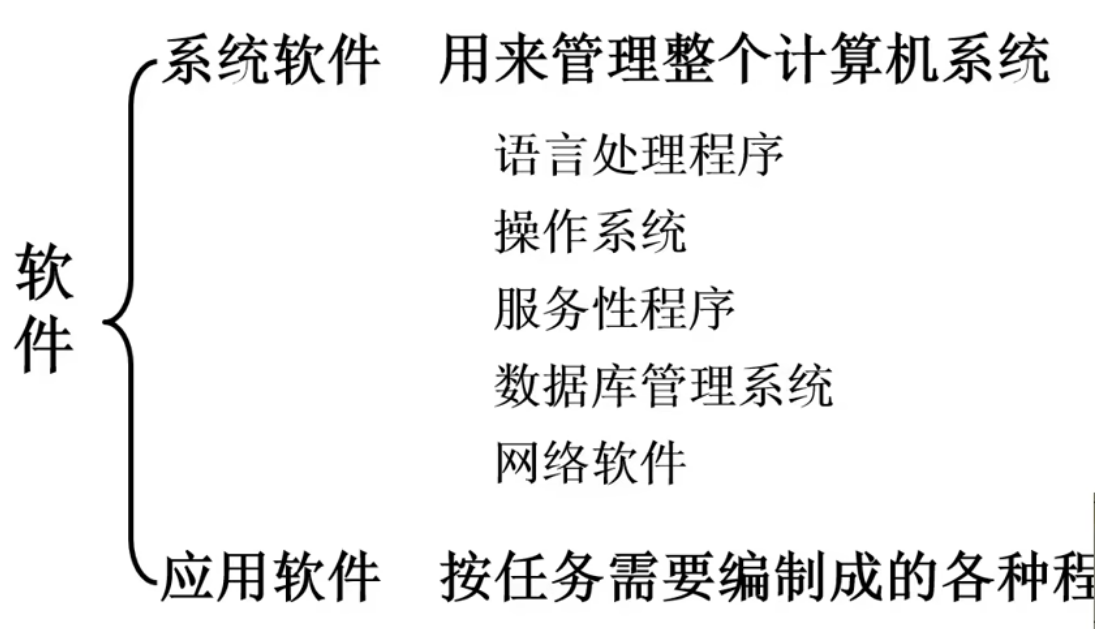 系统软件 用来管理整个计算机系统
语言处理程序
操作系统
服务性程序
数据库管理系统
网络软件
软件
应用软件 按任务需要编制成的各种程